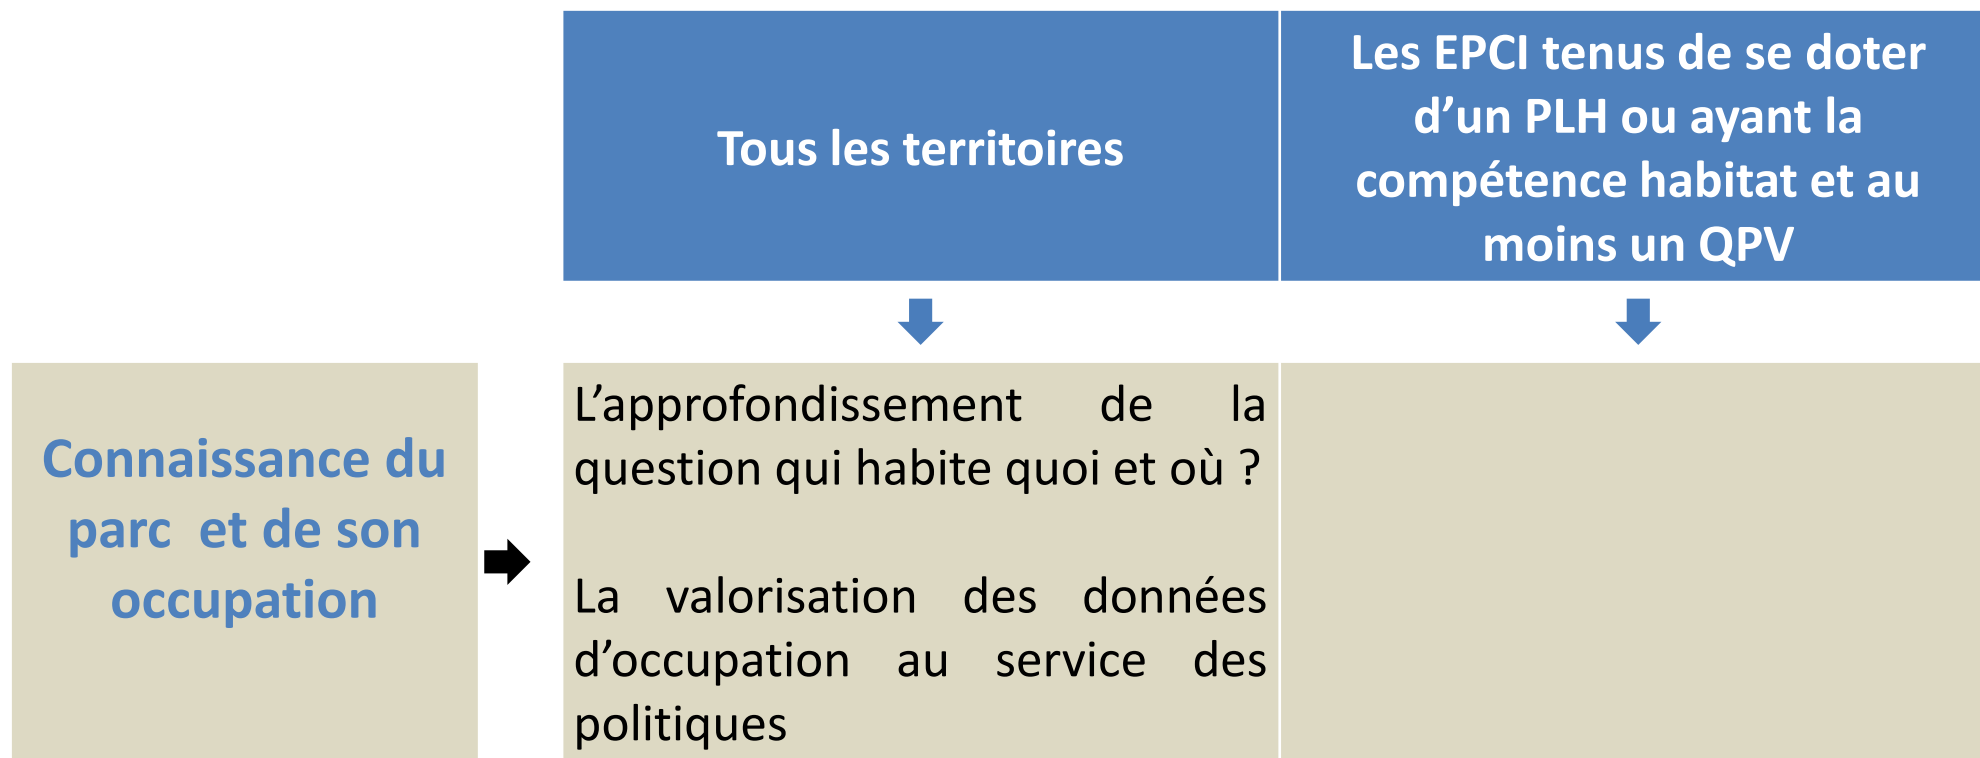 Tous les territoires
Les EPCI tenus de se doter
d’un PLH ou ayant la
compétence habitat et au
moins un QPV
Connaissance du
parc  et de son
occupation
L’approfondissement de la
question qui habite quoi et où ?
La valorisation des données
d’occupation au service des
politiques